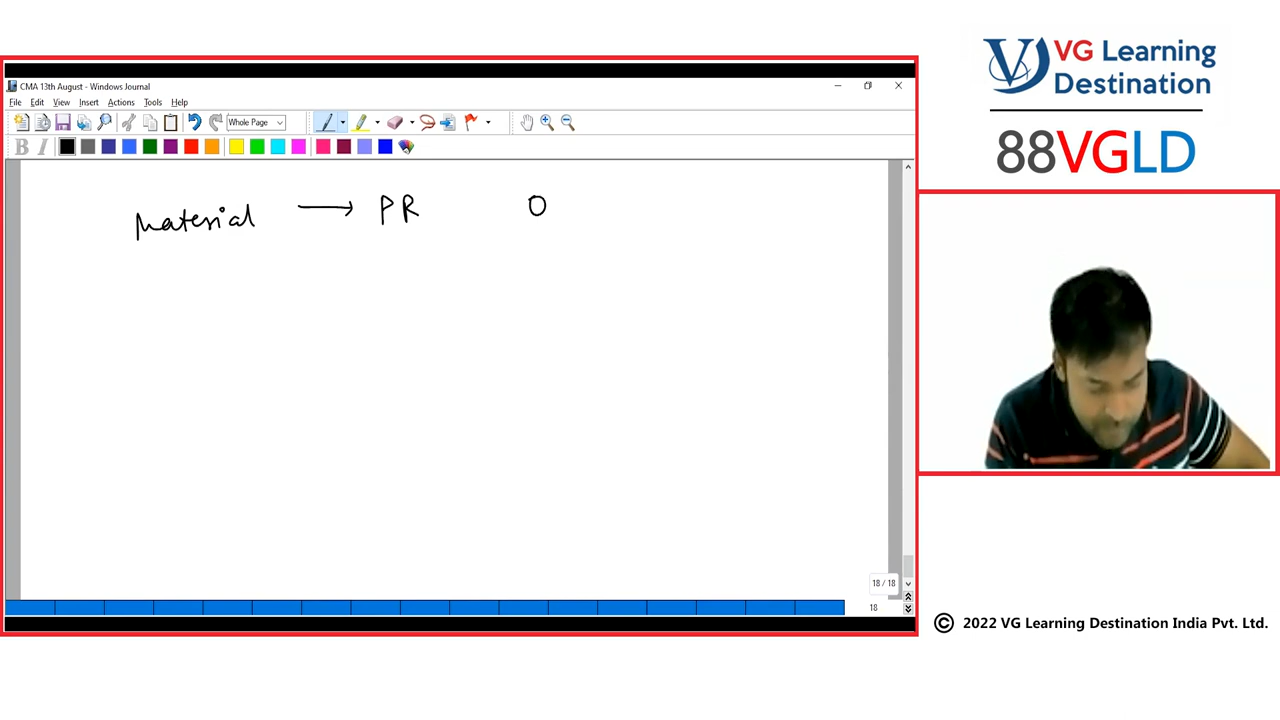 VG Learning
Destination
88VGLD
CMA 13th August - Windows Journal
File Edit View Insert Actions Tools Help
Whole Page
B I
Material → PR O
18 / 18
18
© 2022 VG Learning Destination India Pvt. Ltd.